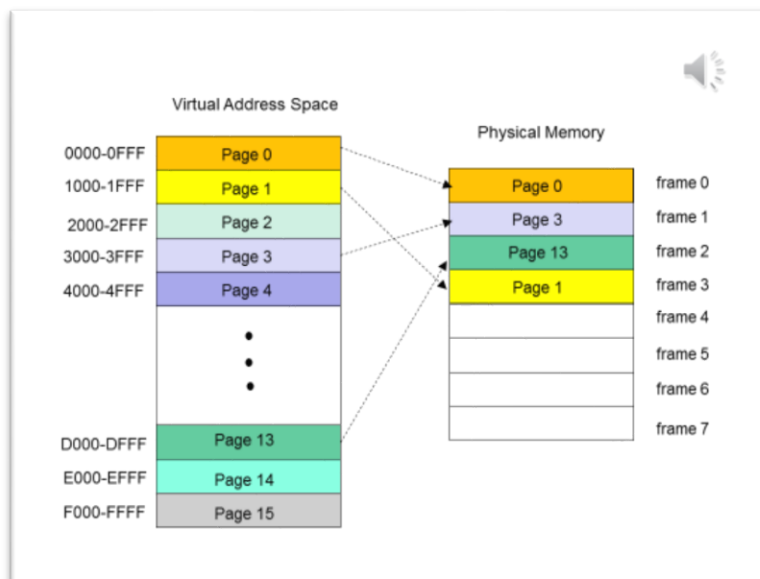 Virtual Address Space
0000-0FFF
Page 0
1000-1FFF
Page 1
2000-2FFF
Page 2
3000-3FFF
Page 3
4000-4FFF
Page 4
D000-DFFF
Page 13
E000-EFFF
Page 14
F000-FFFF
Page 15
Physical Memory
Page 0
frame 0
Page 3
frame 1
Page 13
frame 2
Page 1
frame 3
frame 4
frame 5
frame 6
frame 7